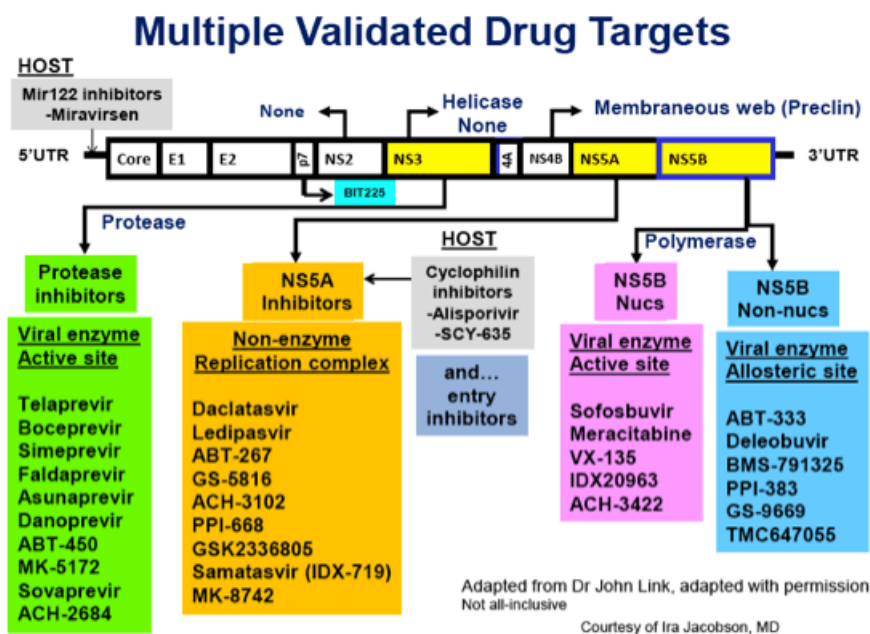 Multiple Validated Drug Targets
HOST
Mir122 inhibitors
-Miravirsen
None
Helicase
None
Membraneous web (Preclin)
5'UTR
Core
E1
E2
p7
NS2
NS3
4A
NS4B
NS5A
NS5B
3'UTR
BIT225
Protease
HOST
Polymerase
Protease
inhibitors
NS5A
Inhibitors
Cyclophilin
inhibitors
-Alisporivir
-SCY-635
NS5B
Nucs
NS5B
Non-nucs
Viral enzyme
Active site
Telaprevir
Boceprevir
Simeprevir
Faldaprevir
Asunaprevir
Danoprevir
ABT-450
MK-5172
Sovaprevir
ACH-2684
Non-enzyme
Replication complex
Daclatasvir
Ledipasvir
ABT-267
GS-5816
ACH-3102
PPI-668
GSK2336805
Samatasvir (IDX-719)
MK-8742
and...
entry
inhibitors
Viral enzyme
Active site
Sofosbuvir
Meracitabine
VX-135
IDX20963
ACH-3422
Viral enzyme
Allosteric site
ABT-333
Deleobuvir
BMS-791325
PPI-383
GS-9669
TMC647055
Adapted from Dr John Link, adapted with permission
Not all-inclusive
Courtesy of Ira Jacobson, MD